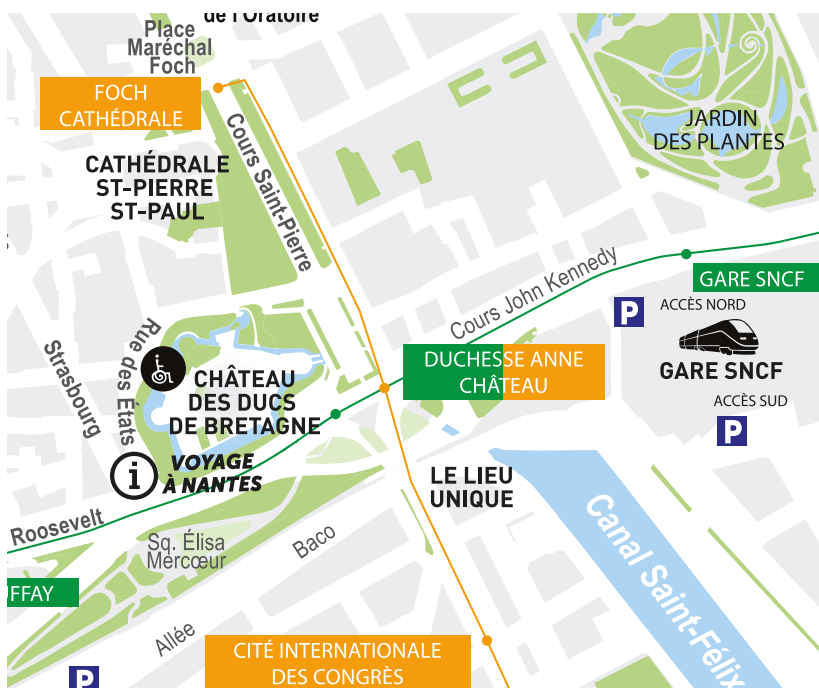 de l'Oratoire
Place
Maréchal
Foch
FOCH
CATHÉDRALE
JARDIN
DES PLANTES
Cours Saint-Pierre
CATHÉDRALE
ST-PIERRE
ST-PAUL
Cours John Kennedy
GARE SNCF
P
ACCÈS NORD
GARE SNCF
ACCÈS SUD
P
Rue des États
Strasbourg
DUCHESSE ANNE
CHÂTEAU
CHÂTEAU
DES DUCS
DE BRETAGNE
i
VOYAGE
À NANTES
LE LIEU
UNIQUE
Roosevelt
Sq. Élisa
Mercœur
Baco
Canal Saint-Félix
FFAY
Allée
CITÉ INTERNATIONALE
DES CONGRÈS
P